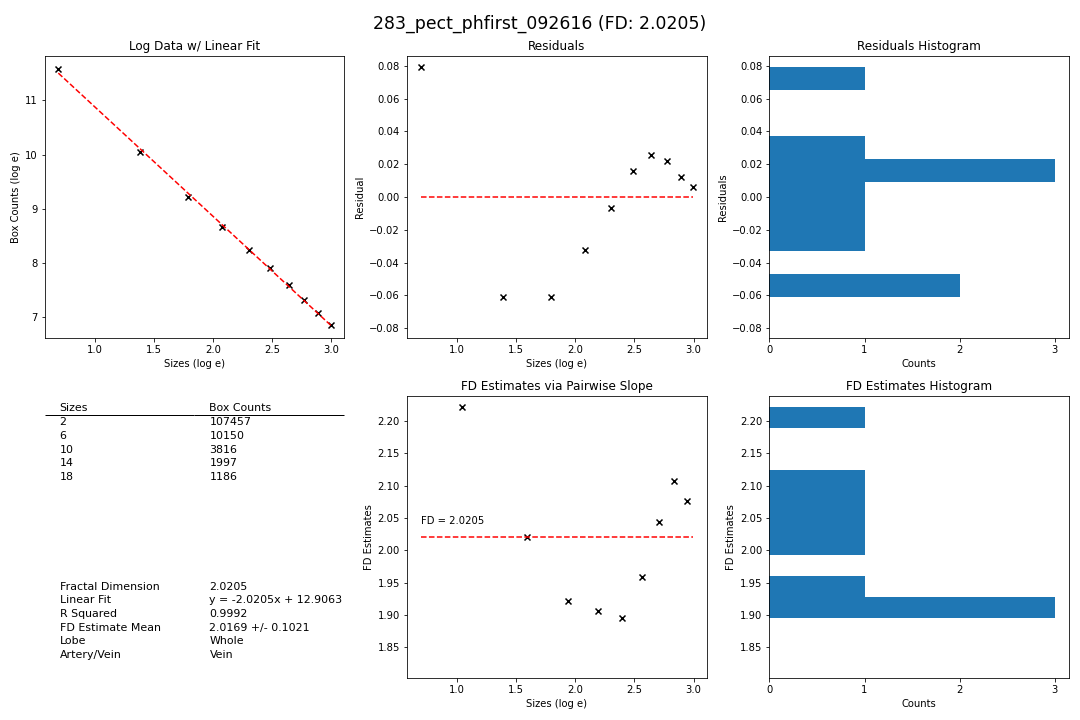 283_pect_phfirst_092616 (FD: 2.0205)
Log Data w/ Linear Fit
Box Counts (log e)
11
10
9
8
7
1.0 1.5 2.0 2.5 3.0
Sizes (log e)
Residuals
Residual
0.08
0.06
0.04
0.02
0.00
−0.02
−0.04
−0.06
−0.08
1.0 1.5 2.0 2.5 3.0
Sizes (log e)
Residuals Histogram
Residuals
0.08
0.06
0.04
0.02
0.00
−0.02
−0.04
−0.06
−0.08
0 1 2 3
Counts
Sizes Box Counts
2 107457
6 10150
10 3816
14 1997
18 1186
Fractal Dimension 2.0205
Linear Fit y = -2.0205x + 12.9063
R Squared 0.9992
FD Estimate Mean 2.0169 +/- 0.1021
Lobe Whole
Artery/Vein Vein
FD Estimates via Pairwise Slope
FD Estimates
2.20
2.15
2.10
2.05
2.00
1.95
1.90
1.85
FD = 2.0205
1.0 1.5 2.0 2.5 3.0
Sizes (log e)
FD Estimates Histogram
FD Estimates
2.20
2.15
2.10
2.05
2.00
1.95
1.90
1.85
0 1 2 3
Counts